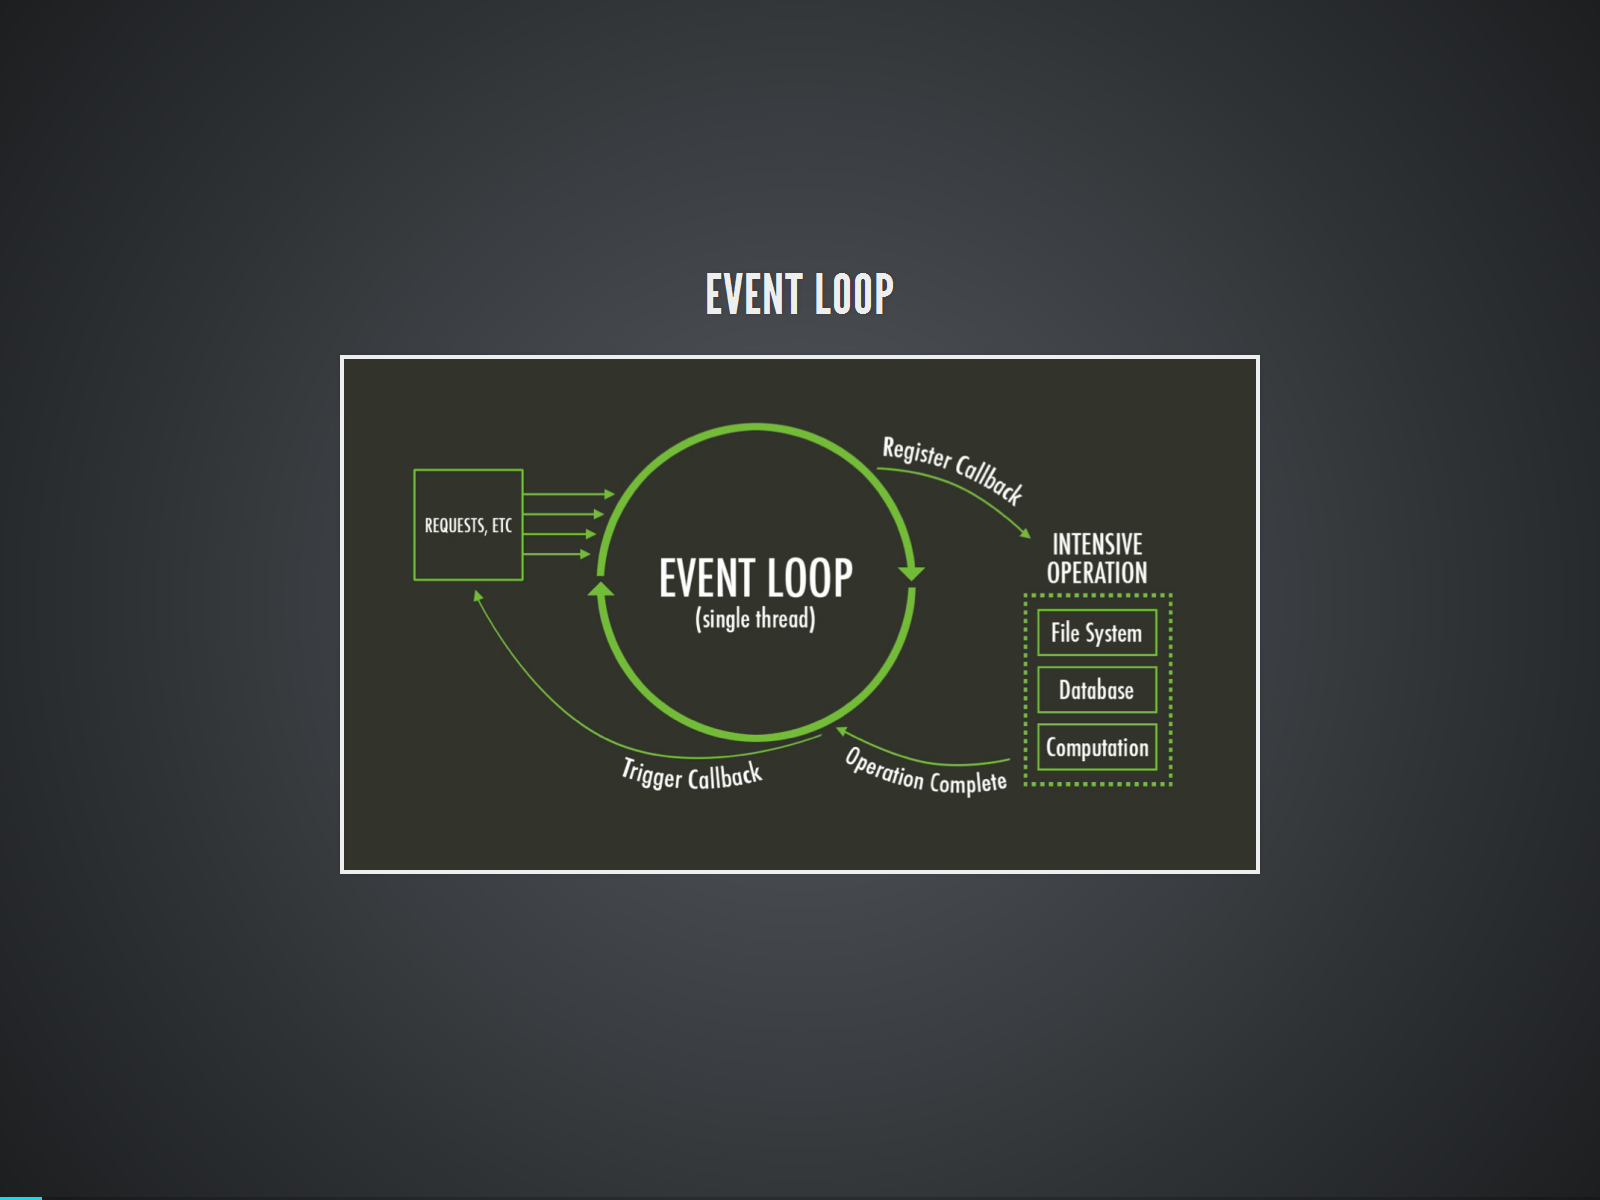 EVENT LOOP
REQUESTS, ETC
EVENT LOOP
(single thread)
Register Callback
INTENSIVE
OPERATION
File System
Database
Computation
Operation Complete
Trigger Callback